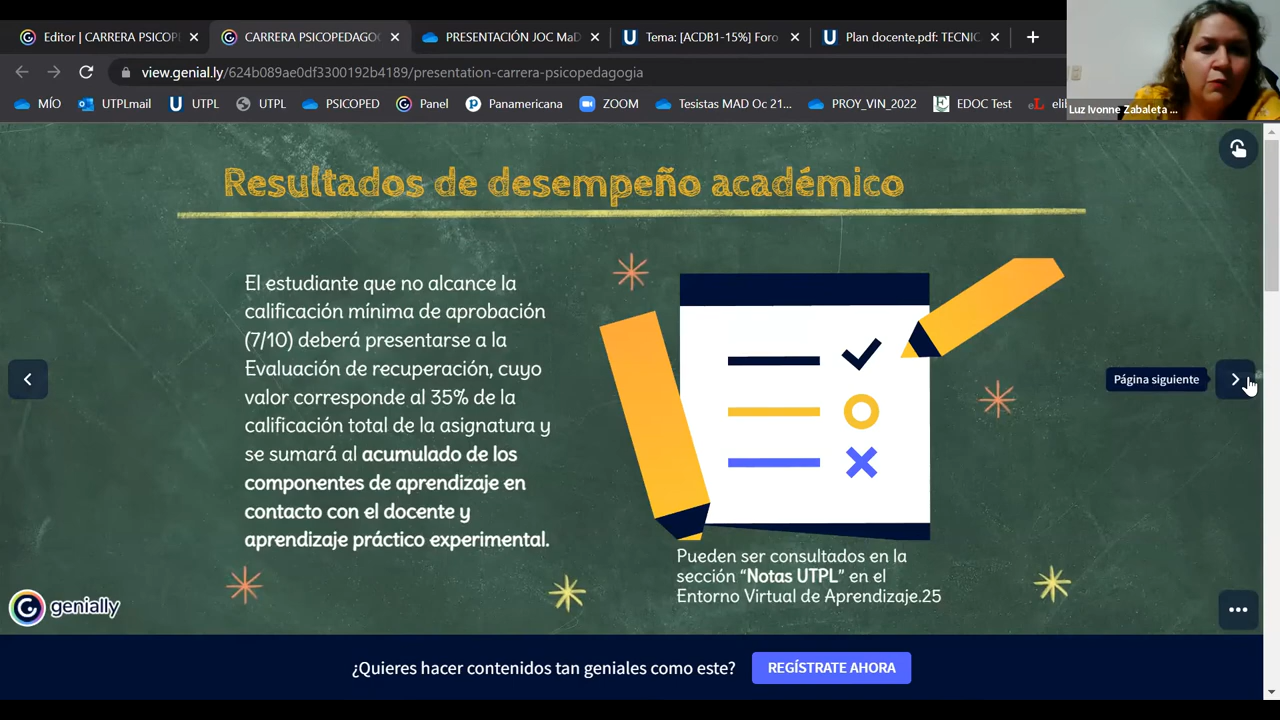 Editor | CARRERA PSICOPE
CARRERA PSICOPEDAGOG
PRESENTACIÓN JOC MaD
Tema: [ACDB1-15%] Foro
Plan docente.pdf: TECNIC
view.genial.ly/624b089ae0df3300192b4189/presentation-carrera-psicopedagogia
MÍO
UTPLmail
UTPL
UTPL
PSICOPED
Panel
Panamericana
ZOOM
Tesistas MAD Oc 21...
PROY_VIN_2022
EDOC Test
eli
Luz Ivonne Zabaleta ...
Resultados de desempeño académico
El estudiante que no alcance la
calificación mínima de aprobación
(7/10) deberá presentarse a la
Evaluación de recuperación, cuyo
valor corresponde al 35% de la
calificación total de la asignatura y
se sumará al acumulado de los
componentes de aprendizaje en
contacto con el docente y
aprendizaje práctico experimental.
Página siguiente
Pueden ser consultados en la
sección “Notas UTPL” en el
Entorno Virtual de Aprendizaje.25
genially
¿Quieres hacer contenidos tan geniales como este?
REGÍSTRATE AHORA